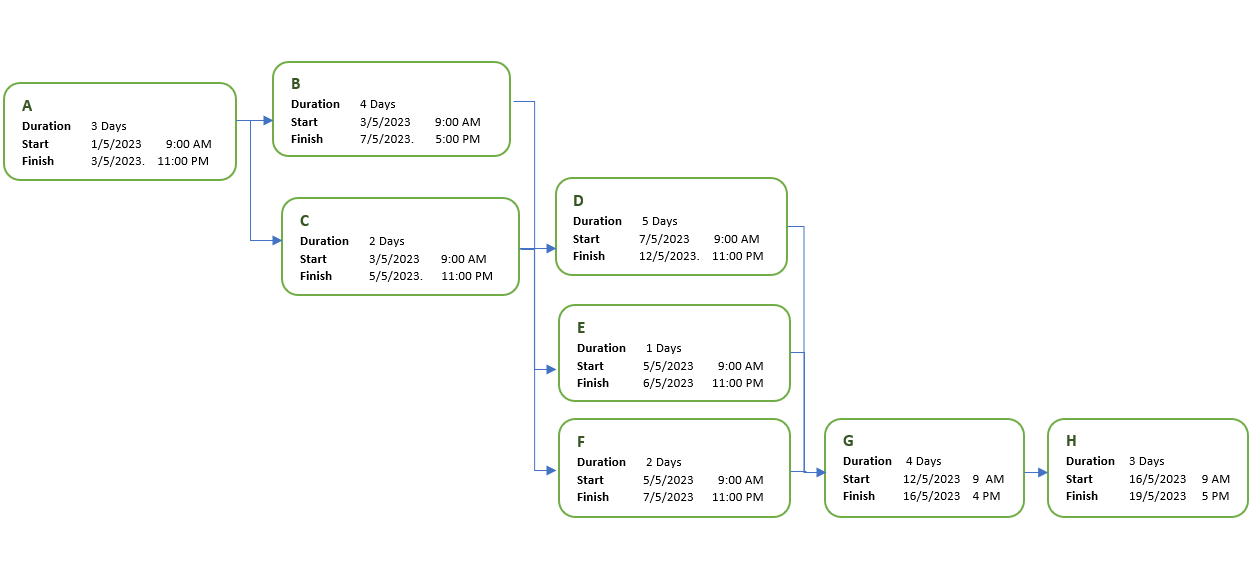 A
Duration 3 Days
Start 1/5/2023 9:00 AM
Finish 3/5/2023. 11:00 PM
B
Duration 4 Days
Start 3/5/2023 9:00 AM
Finish 7/5/2023. 5:00 PM
C
Duration 2 Days
Start 3/5/2023 9:00 AM
Finish 5/5/2023. 11:00 PM
D
Duration 5 Days
Start 7/5/2023 9:00 AM
Finish 12/5/2023. 11:00 PM
E
Duration 1 Days
Start 5/5/2023 9:00 AM
Finish 6/5/2023 11:00 PM
F
Duration 2 Days
Start 5/5/2023 9:00 AM
Finish 7/5/2023 11:00 PM
G
Duration 4 Days
Start 12/5/2023 9 AM
Finish 16/5/2023 4 PM
H
Duration 3 Days
Start 16/5/2023 9 AM
Finish 19/5/2023 5 PM